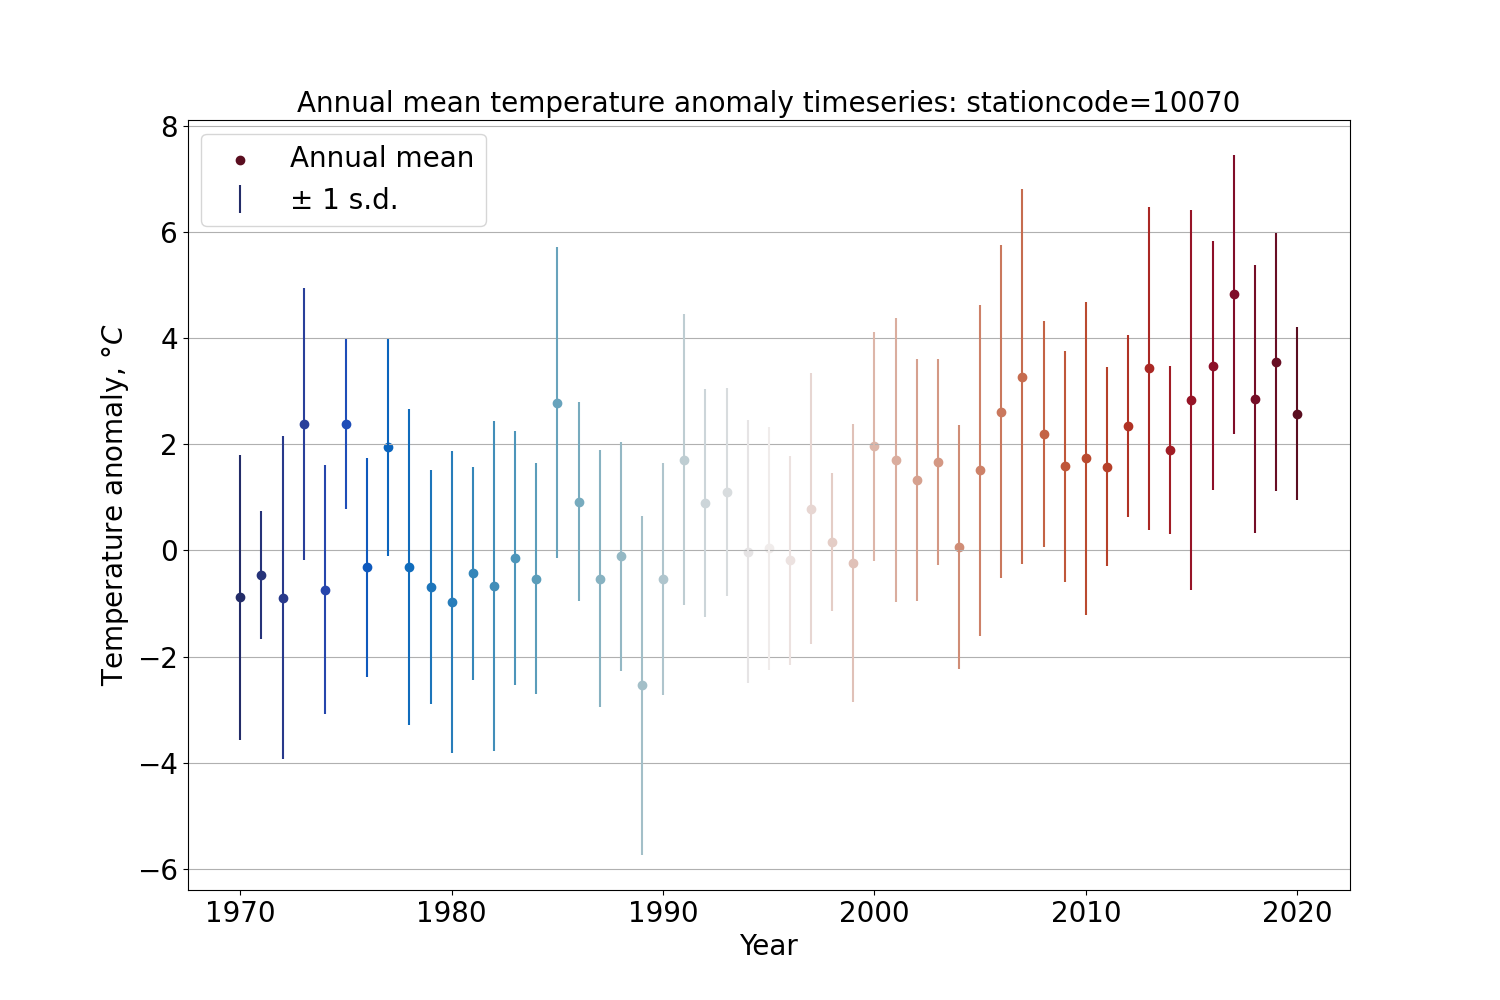 Annual mean temperature anomaly timeseries: stationcode=10070
Annual mean
± 1 s.d.
8
6
4
2
0
−2
−4
−6
Temperature anomaly, °C
1970 1980 1990 2000 2010 2020
Year